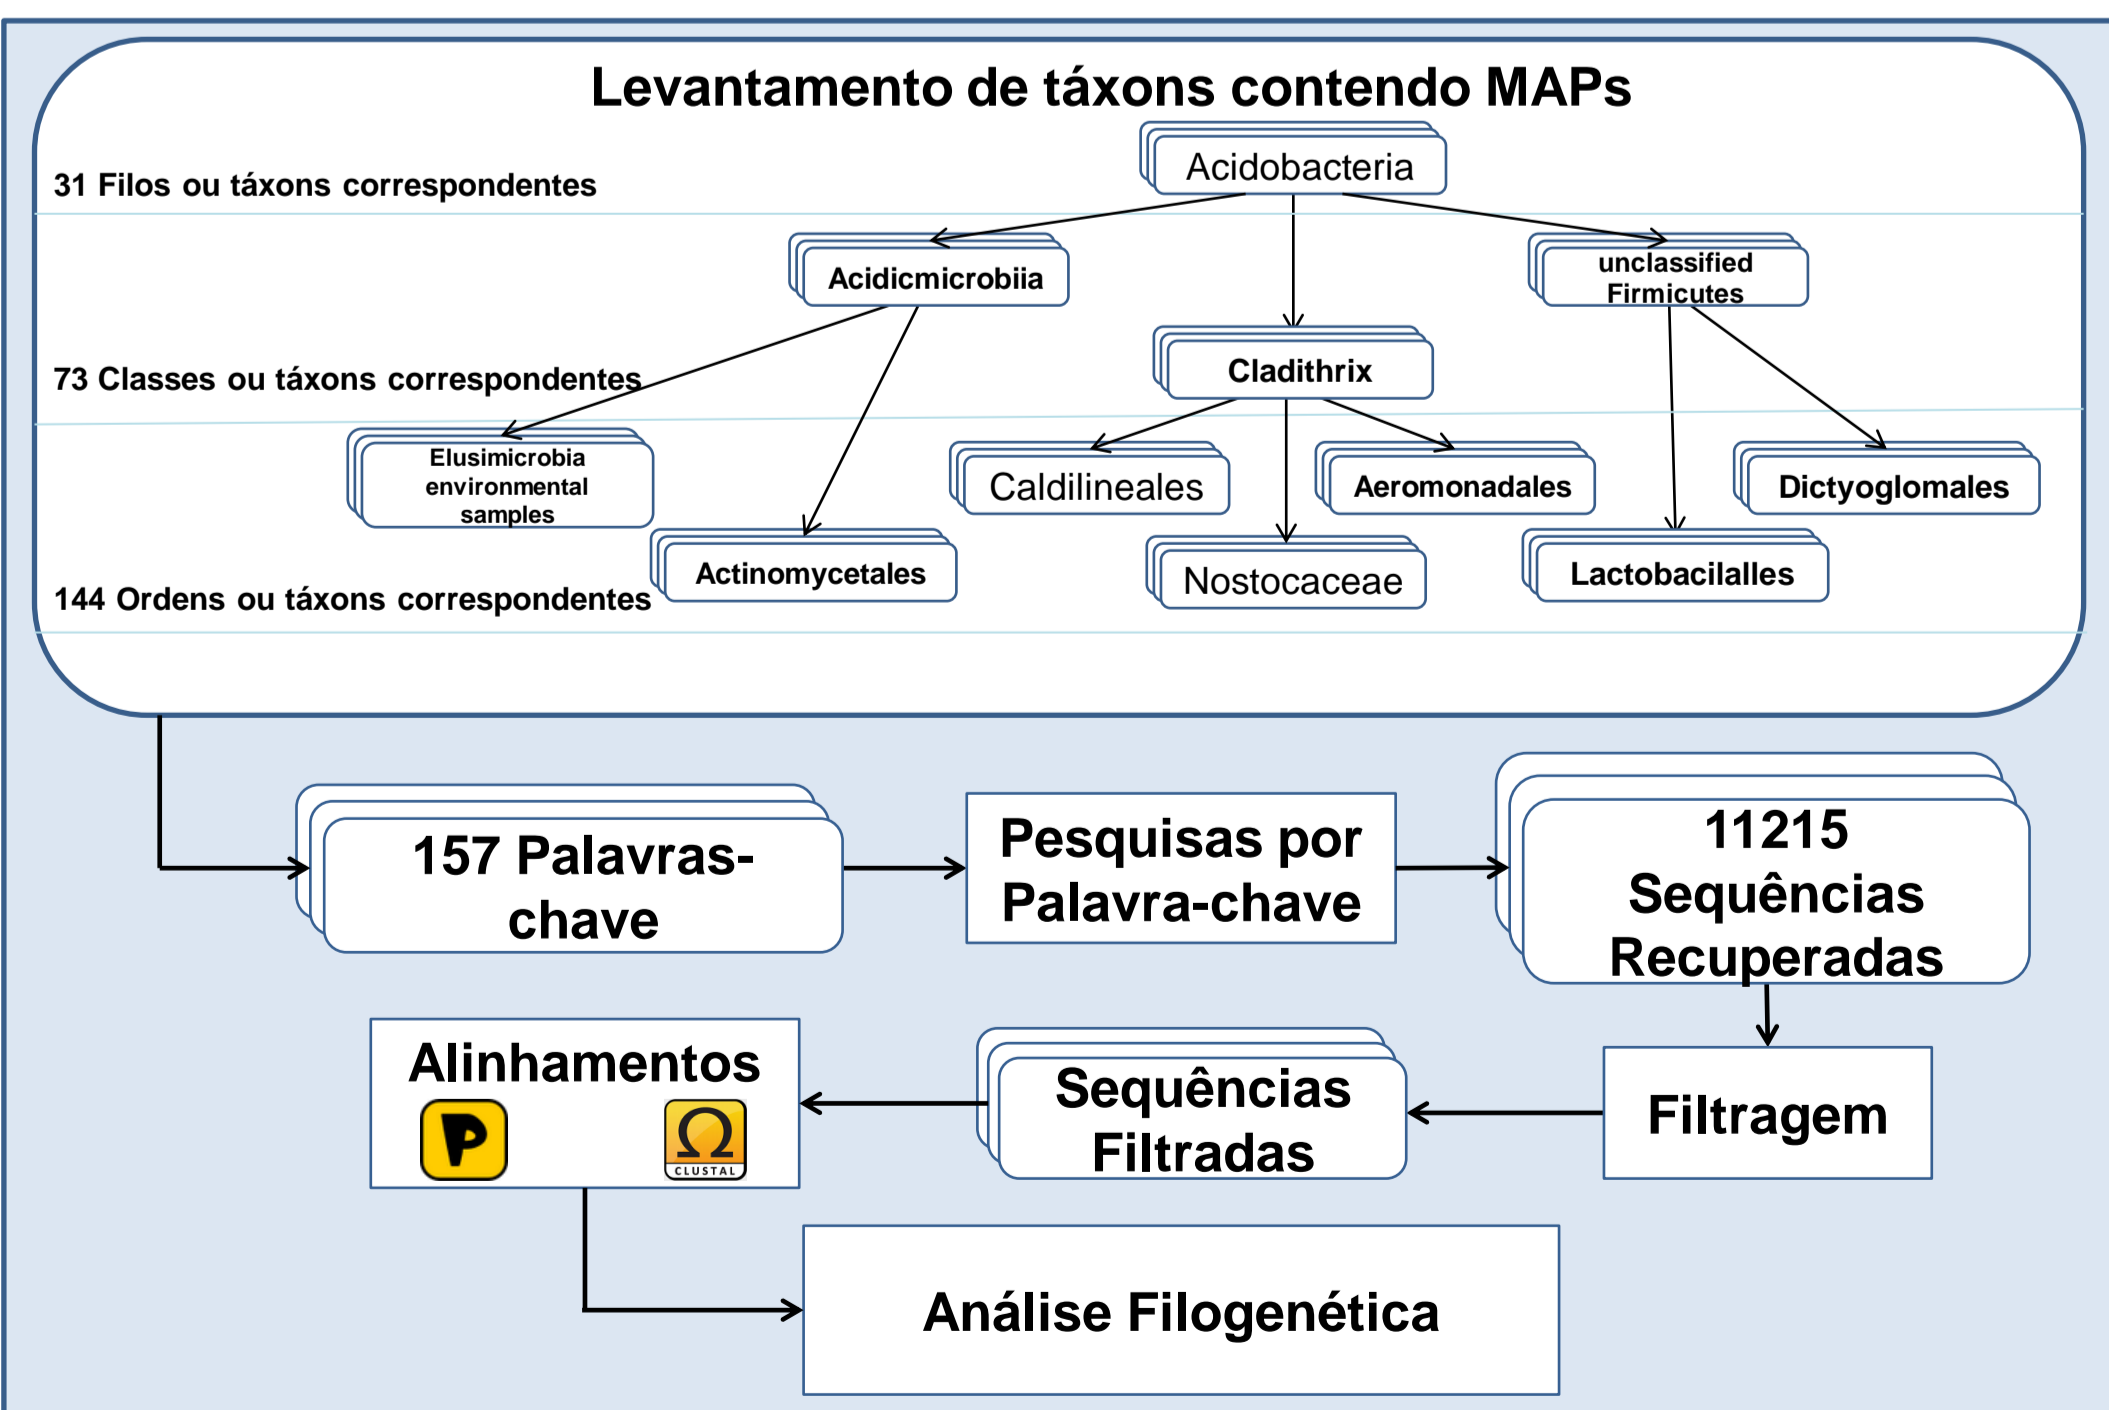 Levantamento de táxons contendo MAPs
Acidobacteria
31 Filos ou táxons correspondentes
Acidicmicrobiia
unclassified
Firmicutes
Cladithrix
73 Classes ou táxons correspondentes
Elusimicrobia
environmental
samples
Caldilineales
Aeromonadales
Dictyoglomales
Actinomycetales
Nostocaceae
Lactobacilalles
144 Ordens ou táxons correspondentes
157 Palavras-
chave
Pesquisas por
Palavra-chave
11215
Sequências
Recuperadas
Alinhamentos
P
Ω
CLUSTAL
Sequências
Filtradas
Filtragem
Análise Filogenética